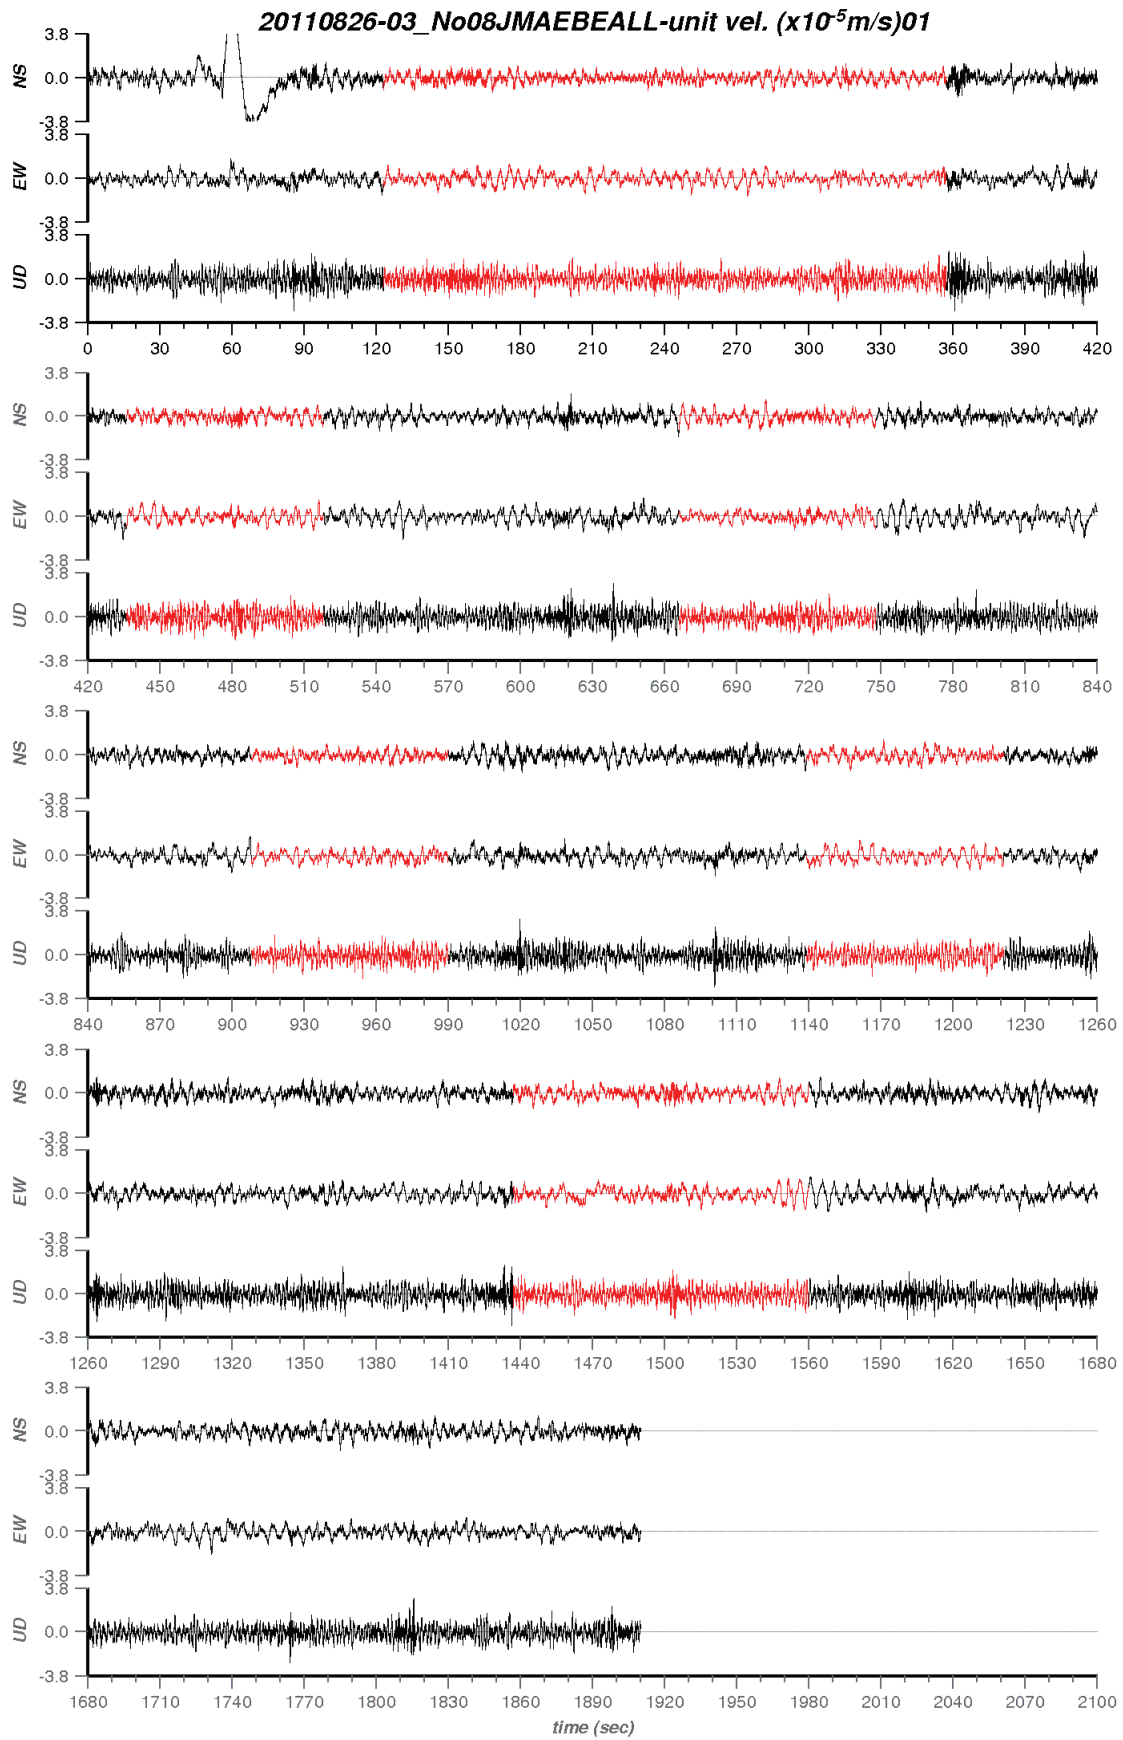 20110826-03_No08JMAEBEALL-unit vel. (x10-5m/s)01
3.8
NS 0.0
-3.8
3.8
EW 0.0
-3.8
3.8
UD 0.0
-3.8
0 30 60 90 120 150 180 210 240 270 300 330 360 390 420
3.8
NS 0.0
-3.8
3.8
EW 0.0
-3.8
3.8
UD 0.0
-3.8
420 450 480 510 540 570 600 630 660 690 720 750 780 810 840
3.8
NS 0.0
-3.8
3.8
EW 0.0
-3.8
3.8
UD 0.0
-3.8
840 870 900 930 960 990 1020 1050 1080 1110 1140 1170 1200 1230 1260
3.8
NS 0.0
-3.8
3.8
EW 0.0
-3.8
3.8
UD 0.0
-3.8
1260 1290 1320 1350 1380 1410 1440 1470 1500 1530 1560 1590 1620 1650 1680
3.8
NS 0.0
-3.8
3.8
EW 0.0
-3.8
3.8
UD 0.0
-3.8
1680 1710 1740 1770 1800 1830 1860 1890 1920 1950 1980 2010 2040 2070 2100
time (sec)